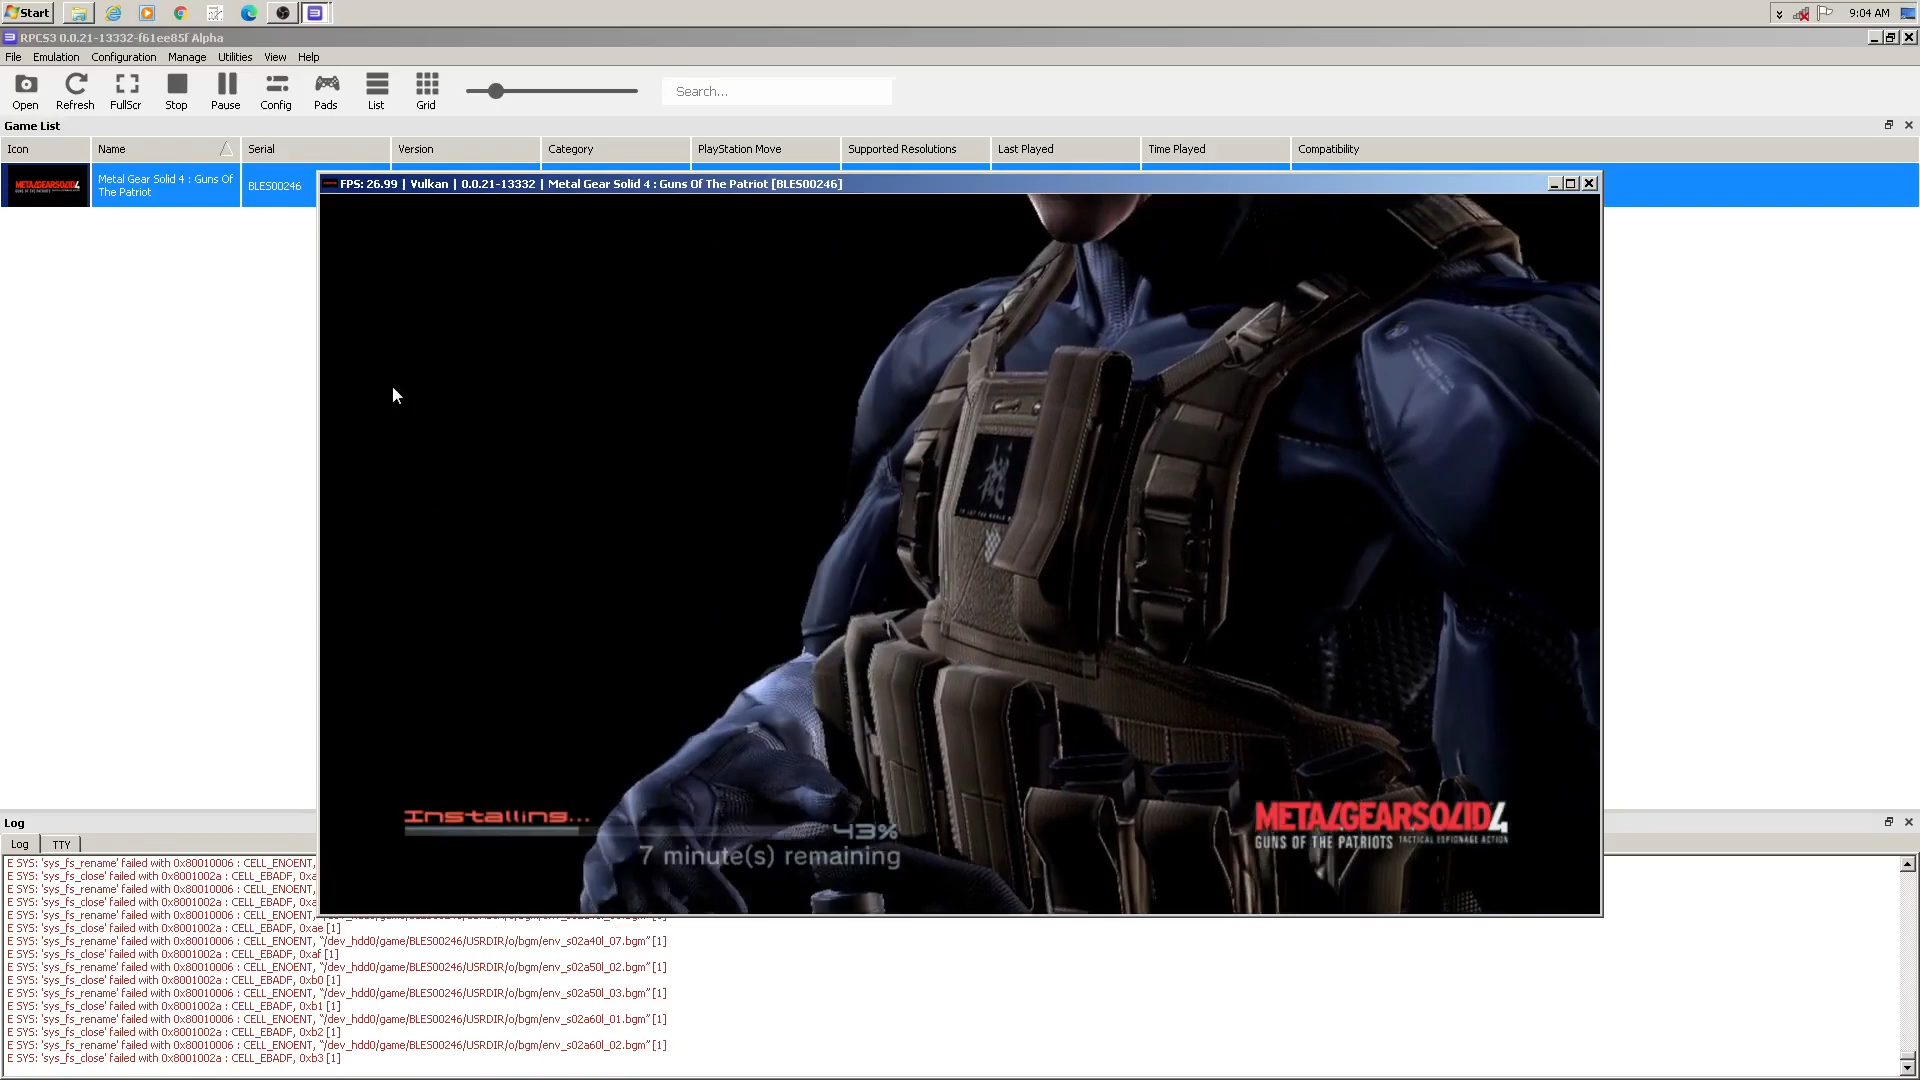 Start
9:04 AM
RPCS3 0.0.21-13332-f61ee85f Alpha
File Emulation Configuration Manage Utilities View Help
Open Refresh FullScr Stop Pause Config Pads List Grid Search...
Game List
Icon Name Serial Version Category PlayStation Move Supported Resolutions Last Played Time Played Compatibility
Metal Gear Solid 4 : Guns Of The Patriot BLES00246
FPS: 26.99 | Vulkan | 0.0.21-13332 | Metal Gear Solid 4 : Guns Of The Patriot [BLES00246]
Installing...
43%
7 minute(s) remaining
METAL GEAR SOLID 4
GUNS OF THE PATRIOTS TACTICAL ESPIONAGE ACTION
Log
Log TTY
E SYS: 'sys_fs_rename' failed with 0x80010006 : CELL_ENOENT,
E SYS: 'sys_fs_close' failed with 0x8001002a : CELL_EBADF, 0xa
E SYS: 'sys_fs_rename' failed with 0x80010006 : CELL_ENOENT,
E SYS: 'sys_fs_close' failed with 0x8001002a : CELL_EBADF, 0xa
E SYS: 'sys_fs_rename' failed with 0x80010006 : CELL_ENOENT,
E SYS: 'sys_fs_close' failed with 0x8001002a : CELL_EBADF, 0xae [1]
E SYS: 'sys_fs_rename' failed with 0x80010006 : CELL_ENOENT, "/dev_hdd0/game/BLES00246/USRDIR/o/bgm/env_s02a40l_07.bgm" [1]
E SYS: 'sys_fs_close' failed with 0x8001002a : CELL_EBADF, 0xaf [1]
E SYS: 'sys_fs_rename' failed with 0x80010006 : CELL_ENOENT, "/dev_hdd0/game/BLES00246/USRDIR/o/bgm/env_s02a50l_02.bgm" [1]
E SYS: 'sys_fs_close' failed with 0x8001002a : CELL_EBADF, 0xb0 [1]
E SYS: 'sys_fs_rename' failed with 0x80010006 : CELL_ENOENT, "/dev_hdd0/game/BLES00246/USRDIR/o/bgm/env_s02a50l_03.bgm" [1]
E SYS: 'sys_fs_close' failed with 0x8001002a : CELL_EBADF, 0xb1 [1]
E SYS: 'sys_fs_rename' failed with 0x80010006 : CELL_ENOENT, "/dev_hdd0/game/BLES00246/USRDIR/o/bgm/env_s02a60l_01.bgm" [1]
E SYS: 'sys_fs_close' failed with 0x8001002a : CELL_EBADF, 0xb2 [1]
E SYS: 'sys_fs_rename' failed with 0x80010006 : CELL_ENOENT, "/dev_hdd0/game/BLES00246/USRDIR/o/bgm/env_s02a60l_02.bgm" [1]
E SYS: 'sys_fs_close' failed with 0x8001002a : CELL_EBADF, 0xb3 [1]